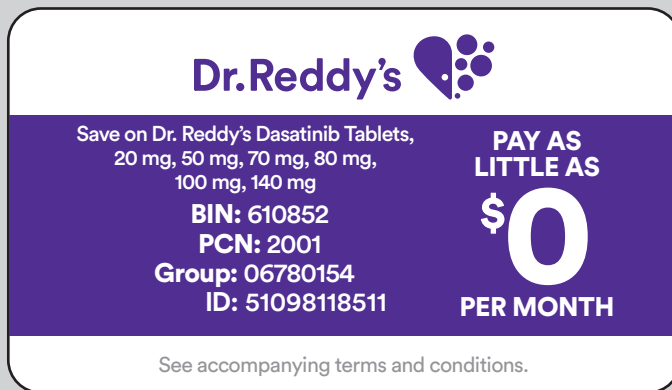 Dr.Reddy's
Save on Dr. Reddy's Dasatinib Tablets,
20 mg, 50 mg, 70 mg, 80 mg,
100 mg, 140 mg
BIN: 610852
PCN: 2001
Group: 06780154
ID: 51098118511
PAY AS
LITTLE AS
$0
PER MONTH
See accompanying terms and conditions.